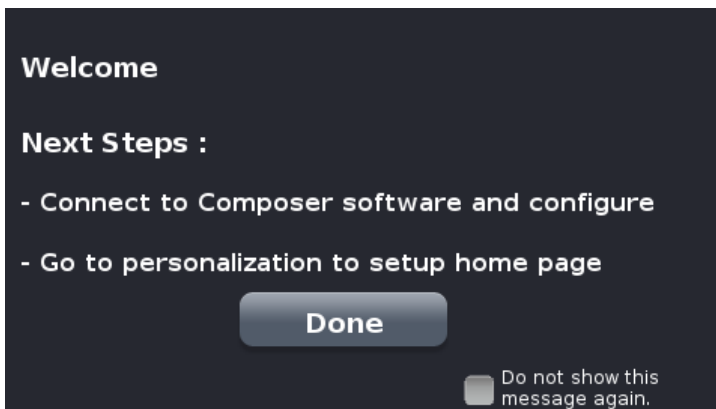 Welcome
Next Steps :
- Connect to Composer software and configure
- Go to personalization to setup home page
Done
Do not show this
message again.